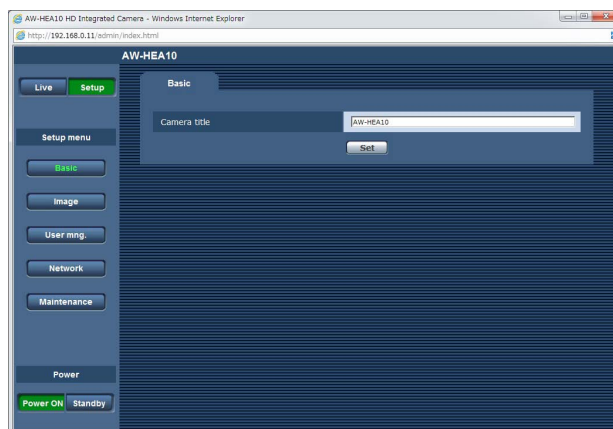 AW-HEA10 HD Integrated Camera - Windows Internet Explorer
http://192.168.0.11/admin/index.html
AW-HEA10
Live Setup
Basic
Camera title AW-HEA10
Set
Setup menu
Basic
Image
User mng.
Network
Maintenance
Power
Power ON Standby